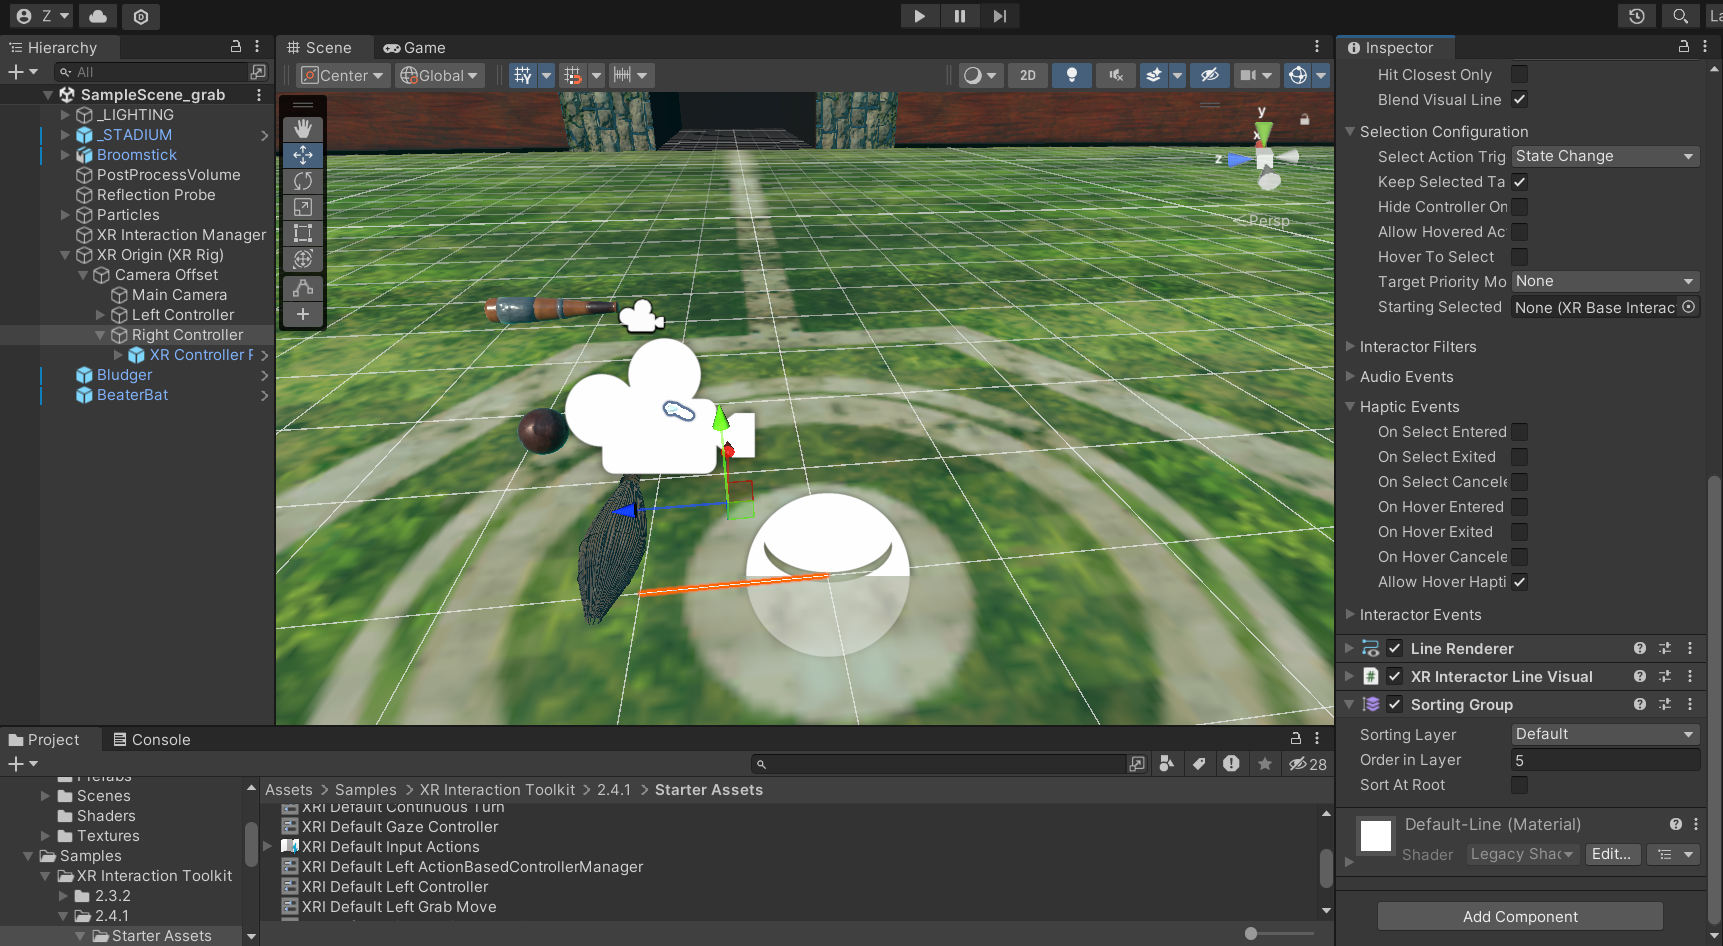 Z
La
Hierarchy
All
SampleScene_grab
_LIGHTING
_STADIUM
Broomstick
PostProcessVolume
Reflection Probe
Particles
XR Interaction Manager
XR Origin (XR Rig)
Camera Offset
Main Camera
Left Controller
Right Controller
XR Controller F
Bludger
BeaterBat
Scene
Game
Center
Global
2D
y
x
z
Persp
Inspector
Hit Closest Only
Blend Visual Line
Selection Configuration
Select Action Trig State Change
Keep Selected Ta
Hide Controller On
Allow Hovered Ac
Hover To Select
Target Priority Mo None
Starting Selected None (XR Base Interac
Interactor Filters
Audio Events
Haptic Events
On Select Entered
On Select Exited
On Select Cancele
On Hover Entered
On Hover Exited
On Hover Cancele
Allow Hover Hapti
Interactor Events
Line Renderer
# XR Interactor Line Visual
Sorting Group
Sorting Layer Default
Order in Layer 5
Sort At Root
Default-Line (Material)
Shader Legacy Shac Edit...
Add Component
Project
Console
28
Prefabs
Scenes
Shaders
Textures
Samples
XR Interaction Toolkit
2.3.2
2.4.1
Starter Assets
Assets > Samples > XR Interaction Toolkit > 2.4.1 > Starter Assets
XRI Default Continuous Turn
XRI Default Gaze Controller
XRI Default Input Actions
XRI Default Left ActionBasedControllerManager
XRI Default Left Controller
XRI Default Left Grab Move